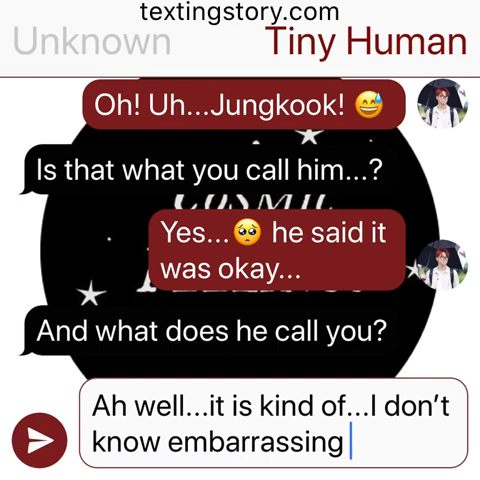 textingstory.com
Unknown
Tiny Human
Oh! Uh...Jungkook! 😅
Is that what you call him...?
Yes...🥺 he said it
was okay...
And what does he call you?
Ah well...it is kind of...I don’t
know embarrassing